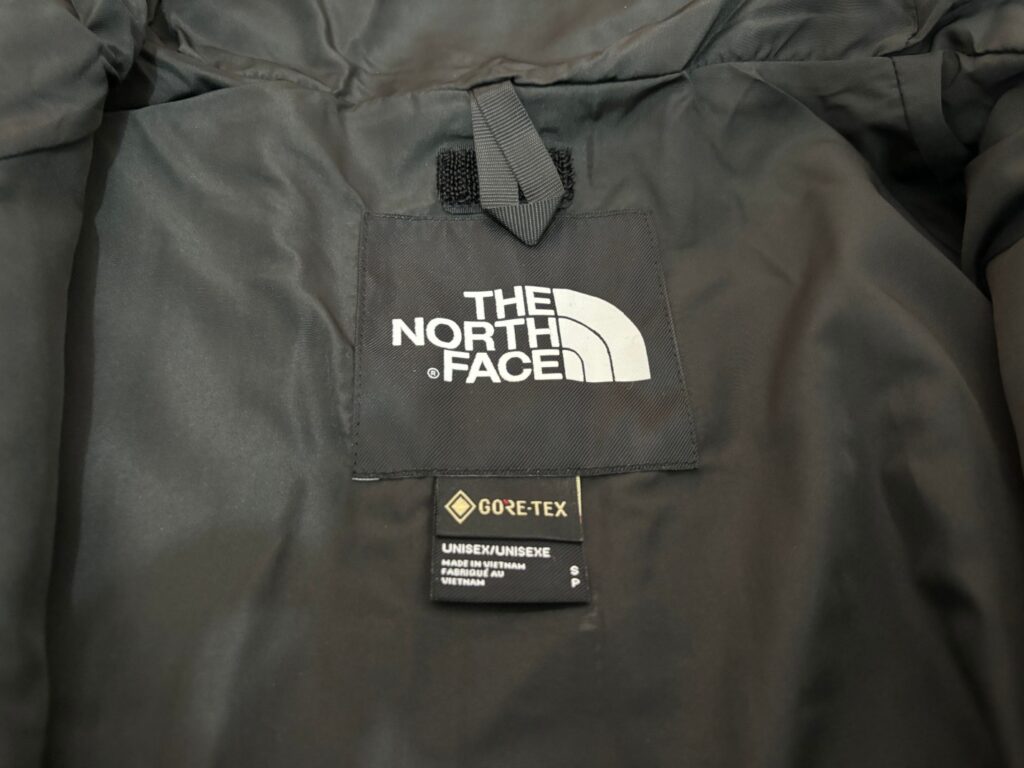 THE
NORTH
® FACE
GORE-TEX
UNISEX/UNISEXE
MADE IN VIETNAM
FABRIQUÉ AU
VIETNAM
S
P